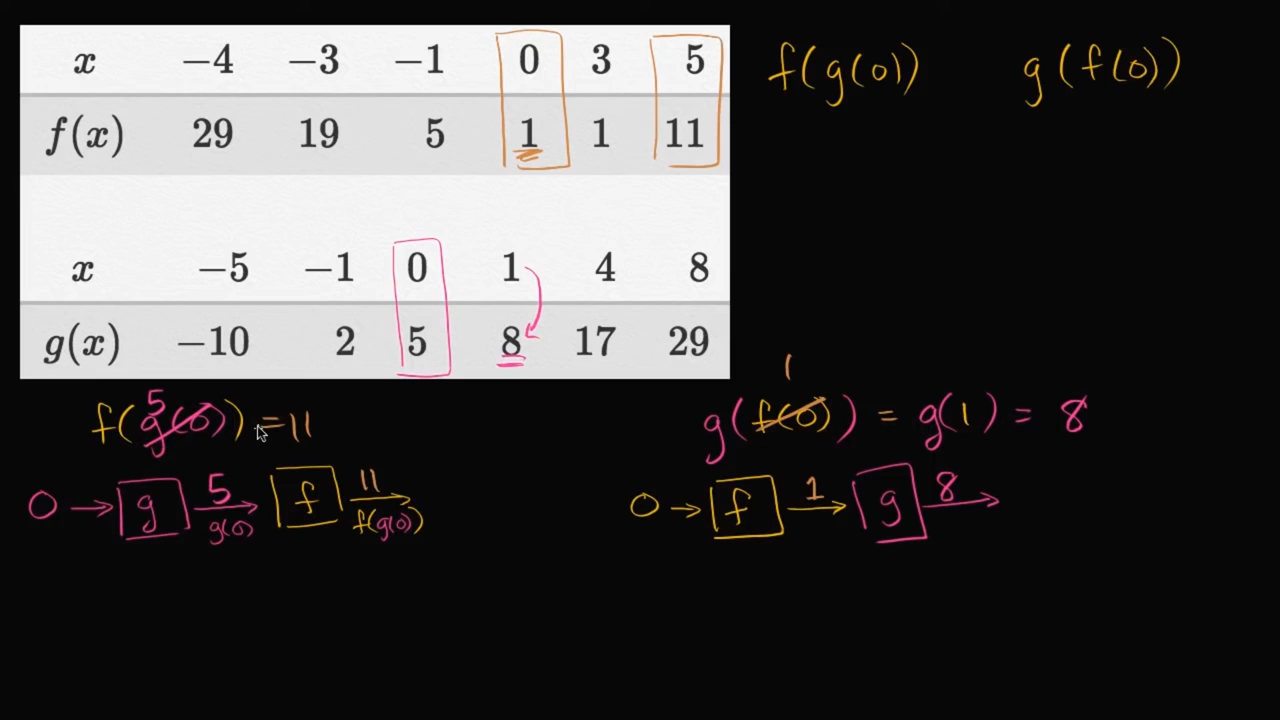 x −4 −3 −1 0 3 5
f(x) 29 19 5 1 1 11
f(g(0)) g(f(0))
x −5 −1 0 1 4 8
g(x) −10 2 5 8 17 29
5
f(g(0)) = 11
0 → g 5 → f 11 →
g(0) f(g(0))
1
g(f(0)) = g(1) = 8
0 → f 1 → g 8 →